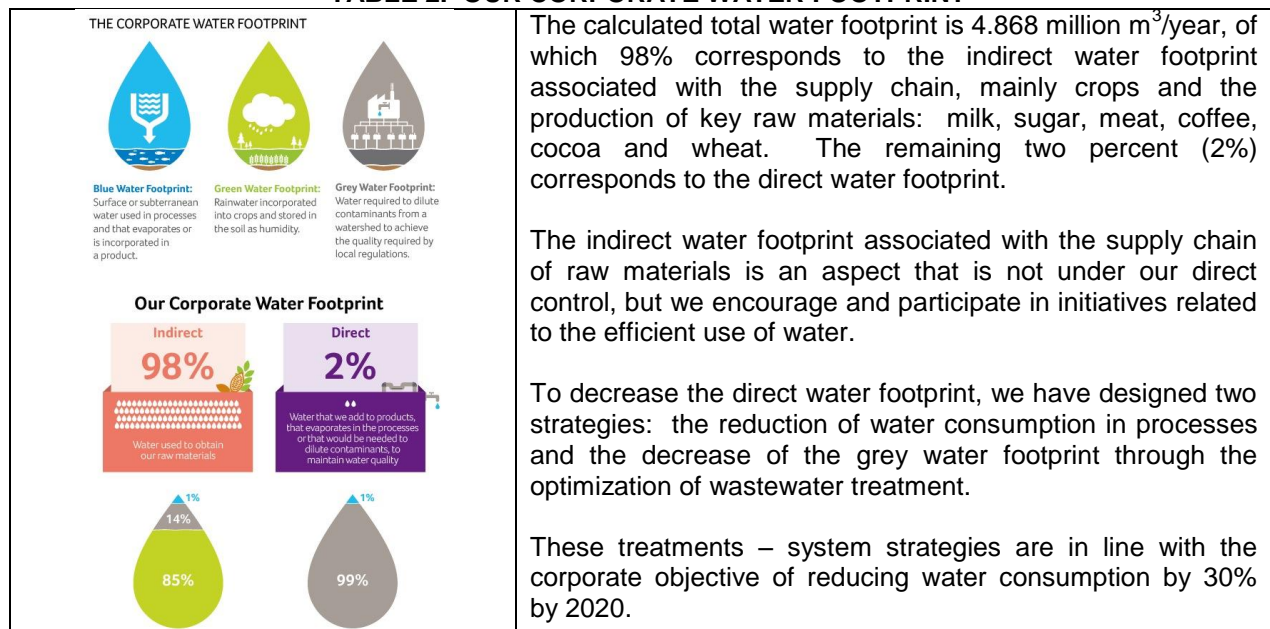 TABLE 2. OUR CORPORATE WATER FOOTPRINT
THE CORPORATE WATER FOOTPRINT
Blue Water Footprint:
Surface or subterranean
water used in processes
and that evaporates or
is incorporated in
a product.
Green Water Footprint:
Rainwater incorporated
into crops and stored in
the soil as humidity.
Grey Water Footprint:
Water required to dilute
contaminants from a
watershed to achieve
the quality required by
local regulations.
Our Corporate Water Footprint
Indirect
98%
Water used to obtain
our raw materials
Direct
2%
Water that we add to products,
that evaporates in the processes
or that would be needed to
dilute contaminants, to
maintain water quality
1%
14%
85%
1%
99%
The calculated total water footprint is 4.868 million m³/year, of
which 98% corresponds to the indirect water footprint
associated with the supply chain, mainly crops and the
production of key raw materials: milk, sugar, meat, coffee,
cocoa and wheat. The remaining two percent (2%)
corresponds to the direct water footprint.
The indirect water footprint associated with the supply chain
of raw materials is an aspect that is not under our direct
control, but we encourage and participate in initiatives related
to the efficient use of water.
To decrease the direct water footprint, we have designed two
strategies: the reduction of water consumption in processes
and the decrease of the grey water footprint through the
optimization of wastewater treatment.
These treatments – system strategies are in line with the
corporate objective of reducing water consumption by 30%
by 2020.